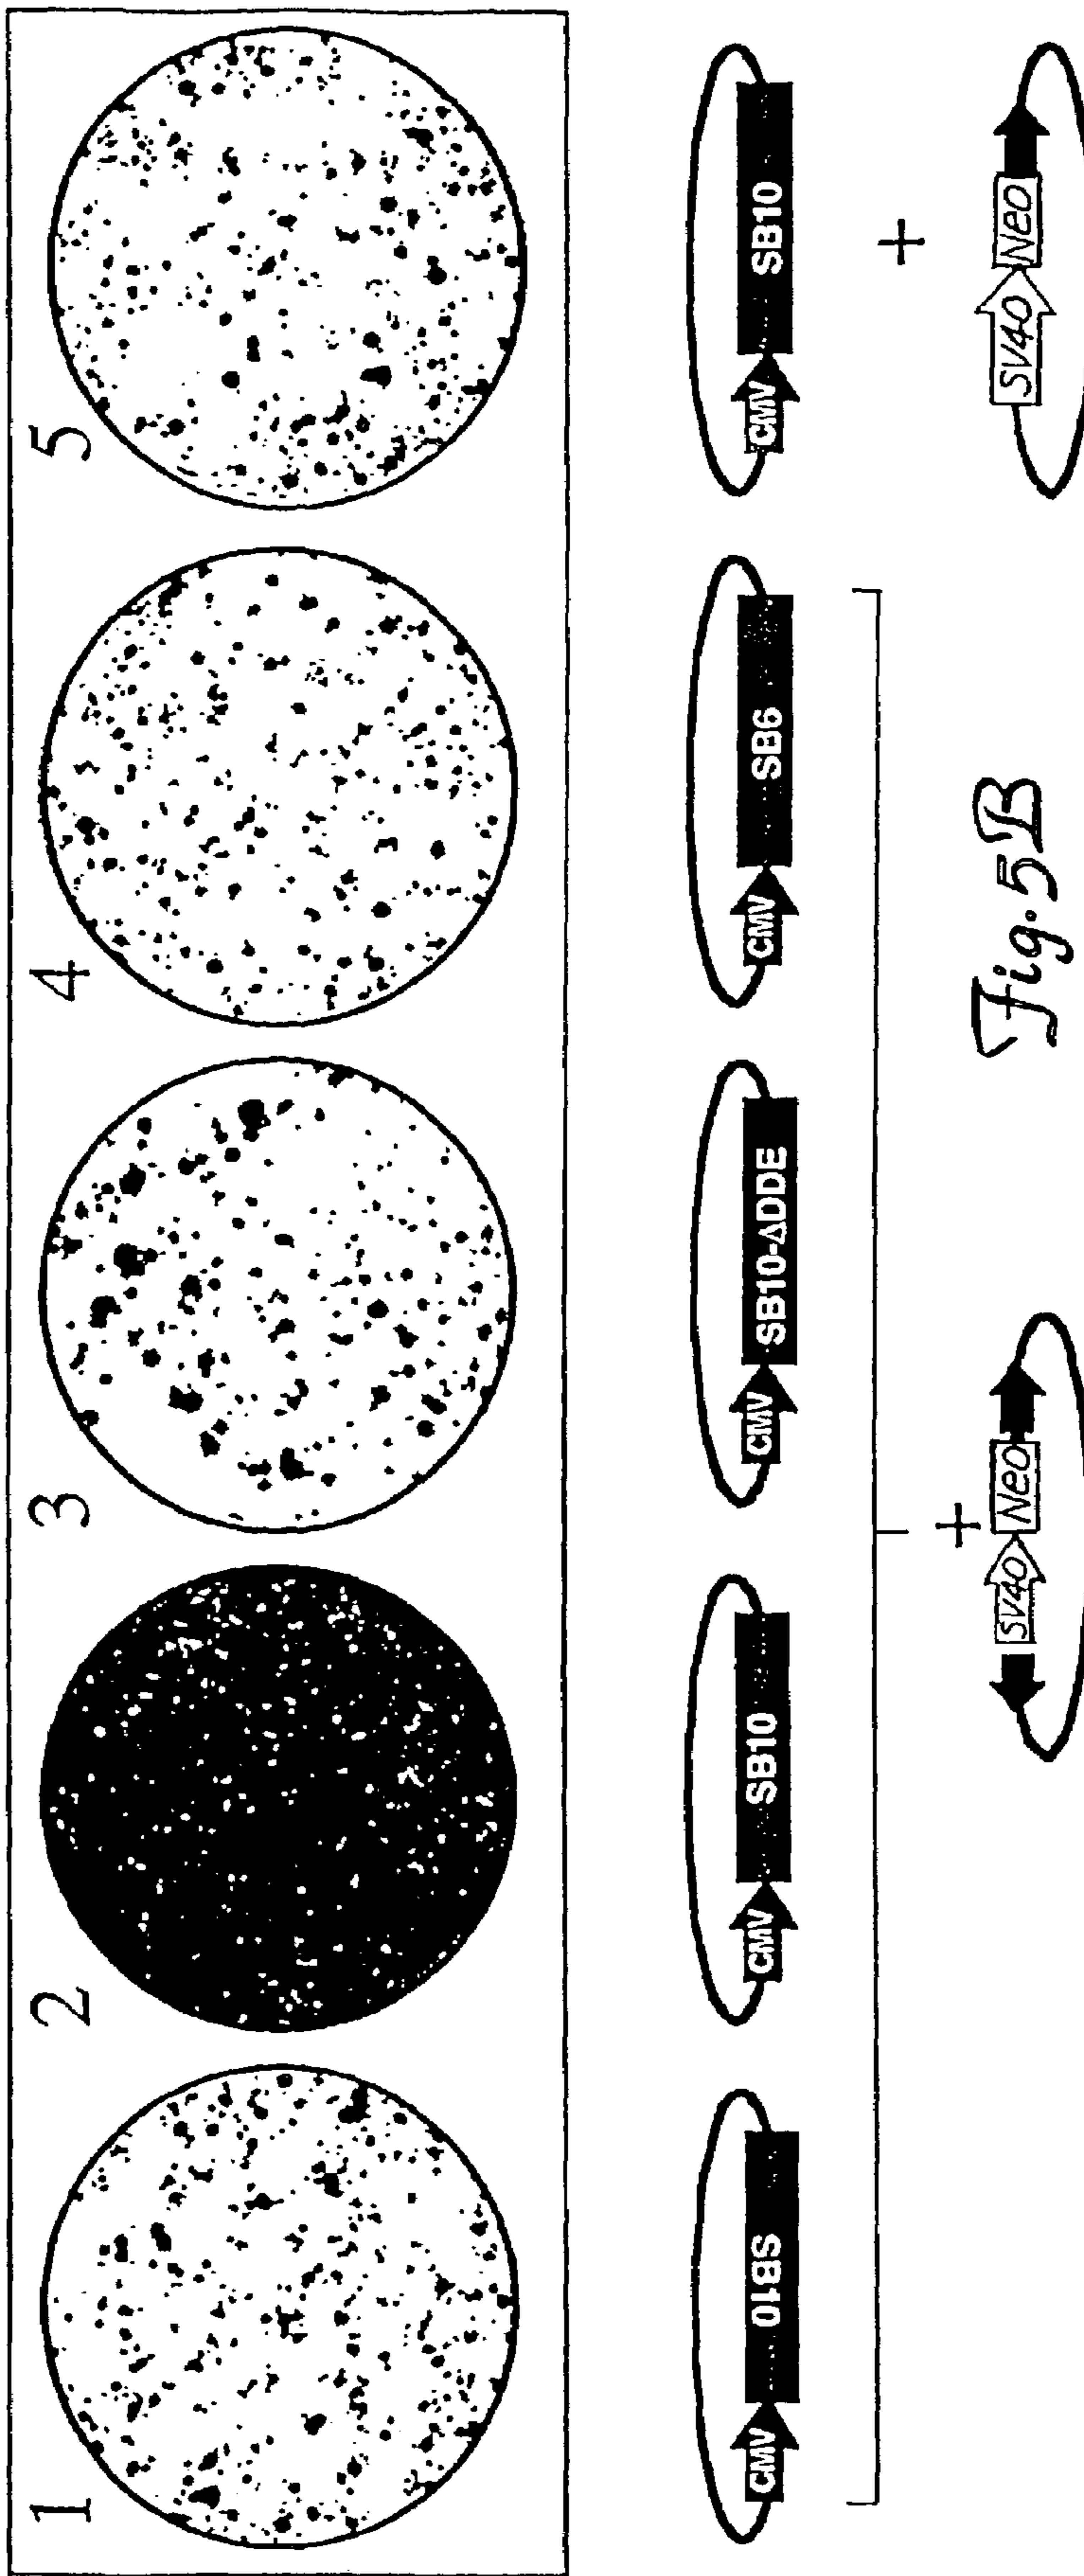 1 2 3 4 5
CMV SB10
CMV SB10
CMV SB10-ΔDDE
CMV SB6
CMV SB10
+ +
SV40 Neo
SV40 Neo
Fig. 5B